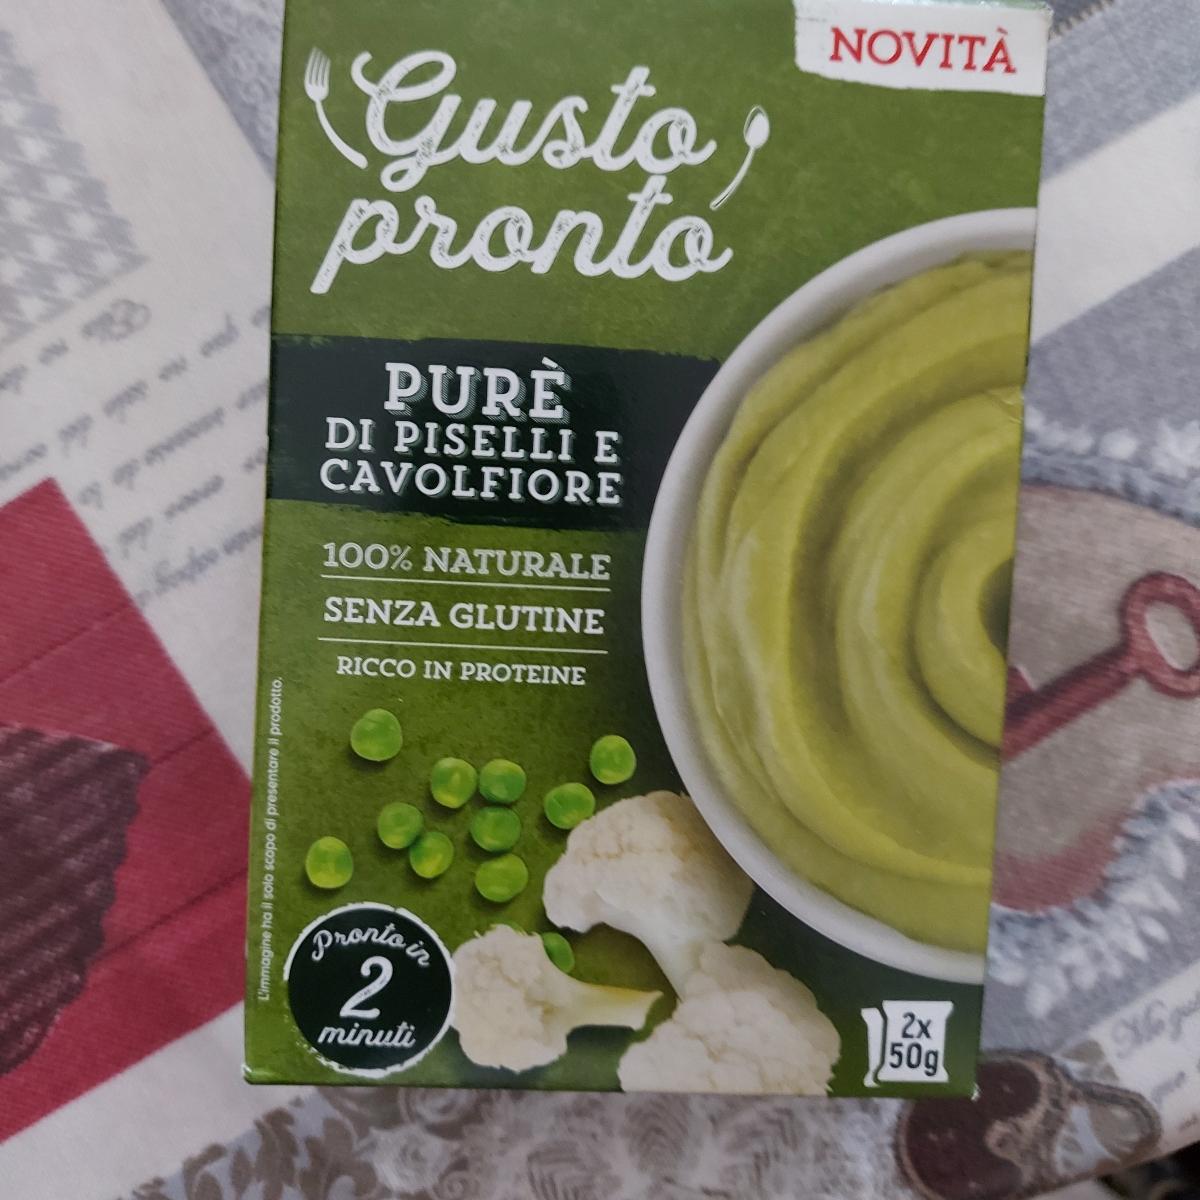 NOVITÀ
Gusto
pronto
PURÈ
DI PISELLI E
CAVOLFIORE
100% NATURALE
SENZA GLUTINE
RICCO IN PROTEINE
L'immagine ha il solo scopo di presentare il prodotto.
Pronto in
2
minuti
2x
50g